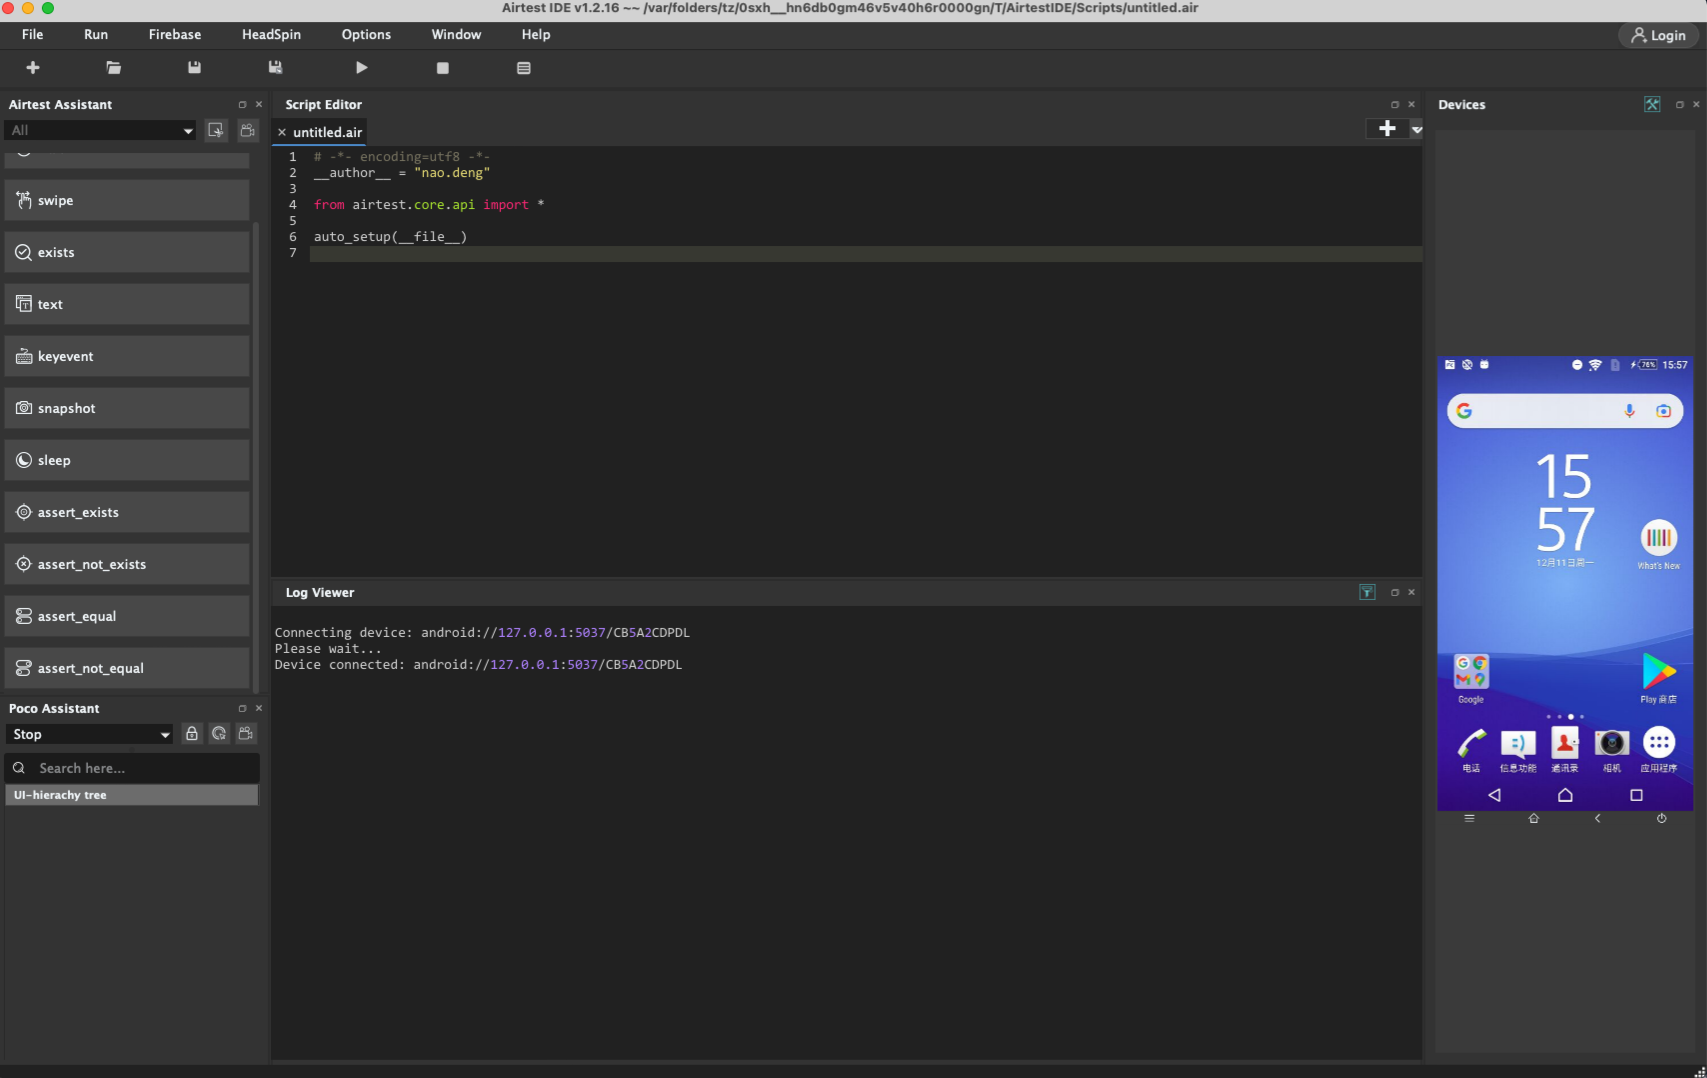 Airtest IDE v1.2.16 ~~ /var/folders/tz/0sxh__hn6db0gm46v5v40h6r0000gn/T/AirtestIDE/Scripts/untitled.air
File Run Firebase HeadSpin Options Window Help
Login
Airtest Assistant
All
swipe
exists
text
keyevent
snapshot
sleep
assert_exists
assert_not_exists
assert_equal
assert_not_equal
Poco Assistant
Stop
Search here...
UI-hierachy tree
Script Editor
untitled.air
1 # -*- encoding=utf8 -*-
2 __author__ = "nao.deng"
3
4 from airtest.core.api import *
5
6 auto_setup(__file__)
7
Log Viewer
Connecting device: android://127.0.0.1:5037/CB5A2CDPDL
Please wait...
Device connected: android://127.0.0.1:5037/CB5A2CDPDL
Devices
76% 15:57
15
57
12月11日周一
What's New
Google
Play 商店
电话 信息功能 通讯录 相机 应用程序